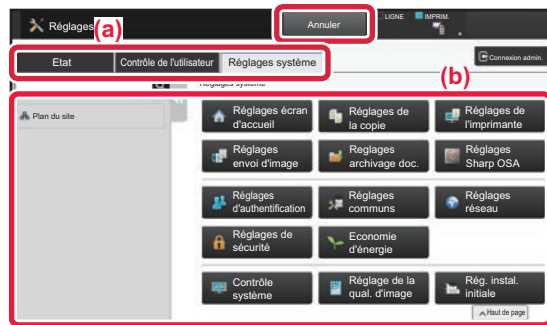 Réglages
(a)
Annuler
LIGNE
IMPRIM.
Etat
Contrôle de l'utilisateur
Réglages système
Connexion admin.
(b)
Réglages système
Plan du site
Réglages écran
d'accueil
Réglages de
la copie
Réglages de
l'imprimante
Réglages
envoi d'image
Reglages
archivage doc.
Réglages
Sharp OSA
Réglages
d'authentification
Réglages
communs
Réglages
réseau
Réglages de
sécurité
Economie
d'énergie
Contrôle
système
Réglage de la
qual. d'image
Rég. instal.
initiale
Haut de page